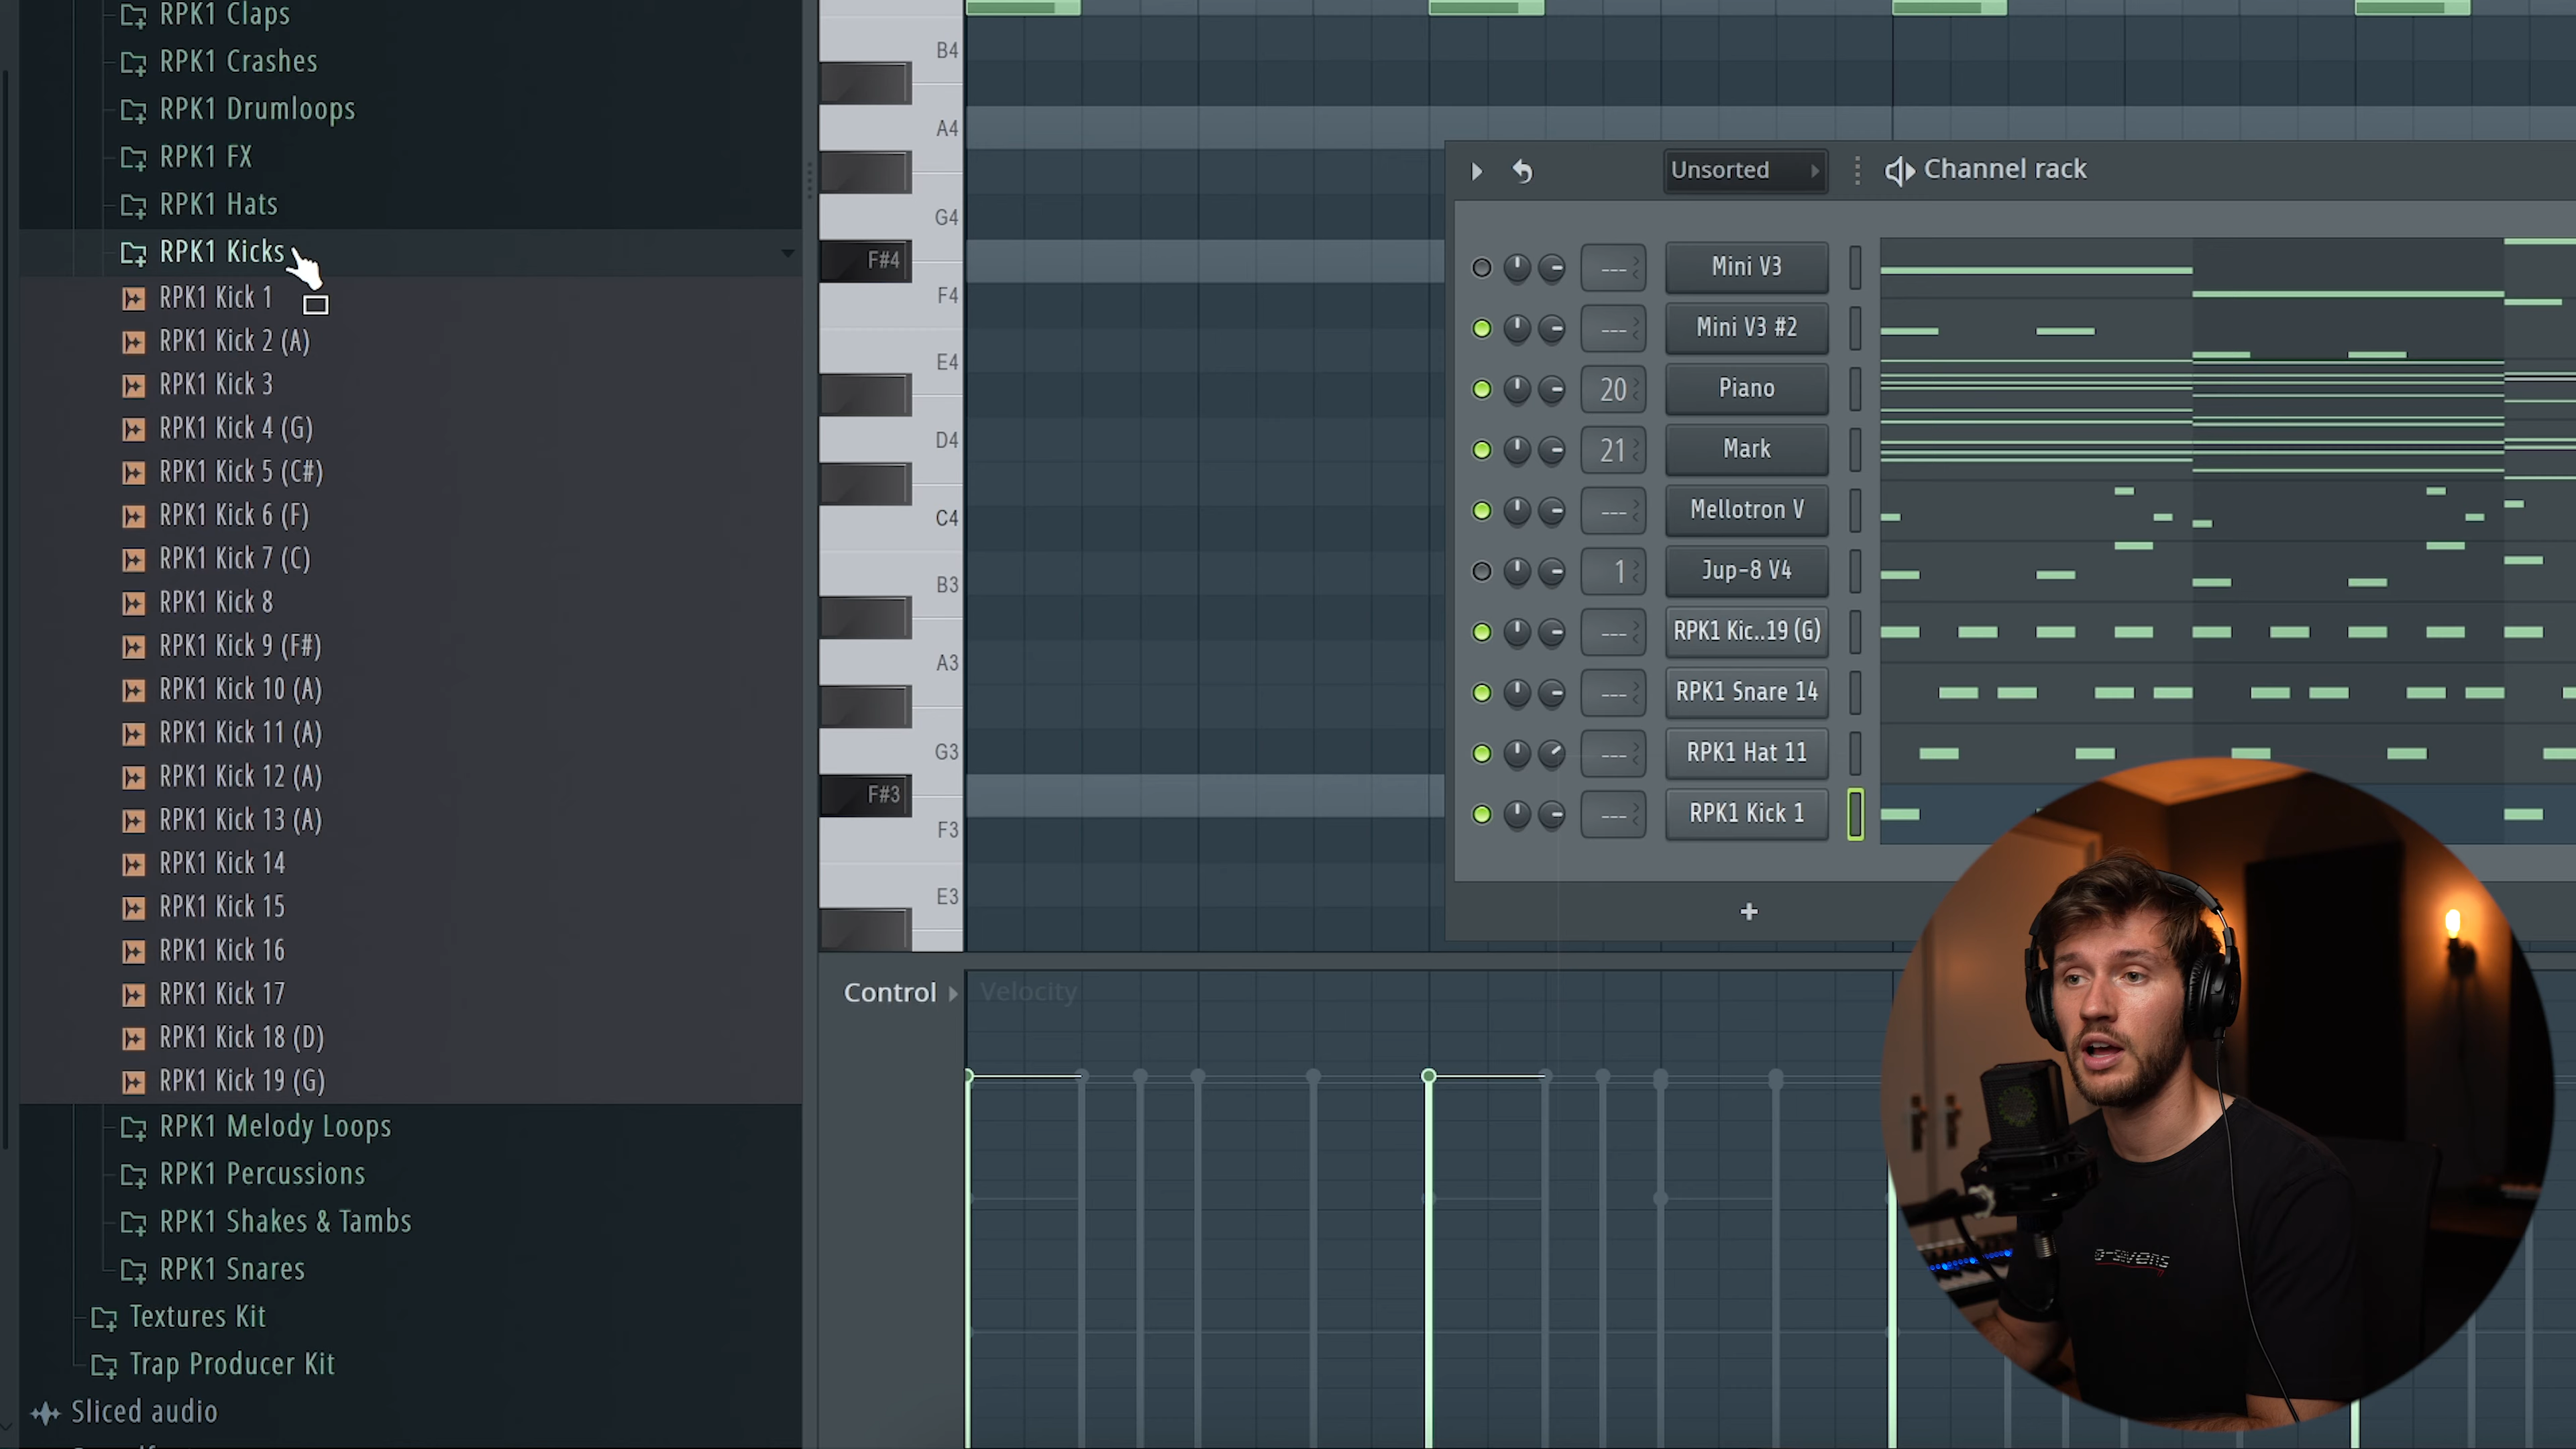 RPK1 Claps
RPK1 Crashes
RPK1 Drumloops
RPK1 FX
RPK1 Hats
RPK1 Kicks
RPK1 Kick 1
RPK1 Kick 2 (A)
RPK1 Kick 3
RPK1 Kick 4 (G)
RPK1 Kick 5 (C#)
RPK1 Kick 6 (F)
RPK1 Kick 7 (C)
RPK1 Kick 8
RPK1 Kick 9 (F#)
RPK1 Kick 10 (A)
RPK1 Kick 11 (A)
RPK1 Kick 12 (A)
RPK1 Kick 13 (A)
RPK1 Kick 14
RPK1 Kick 15
RPK1 Kick 16
RPK1 Kick 17
RPK1 Kick 18 (D)
RPK1 Kick 19 (G)
RPK1 Melody Loops
RPK1 Percussions
RPK1 Shakes & Tambs
RPK1 Snares
Textures Kit
Trap Producer Kit
Sliced audio
B4
A4
G4
F#4
F4
E4
D4
C4
B3
A3
G3
F#3
F3
E3
Control
Velocity
Unsorted
Channel rack
--- Mini V3
--- Mini V3 #2
20 Piano
21 Mark
--- Mellotron V
1 Jup-8 V4
--- RPK1 Kic..19 (G)
--- RPK1 Snare 14
--- RPK1 Hat 11
--- RPK1 Kick 1